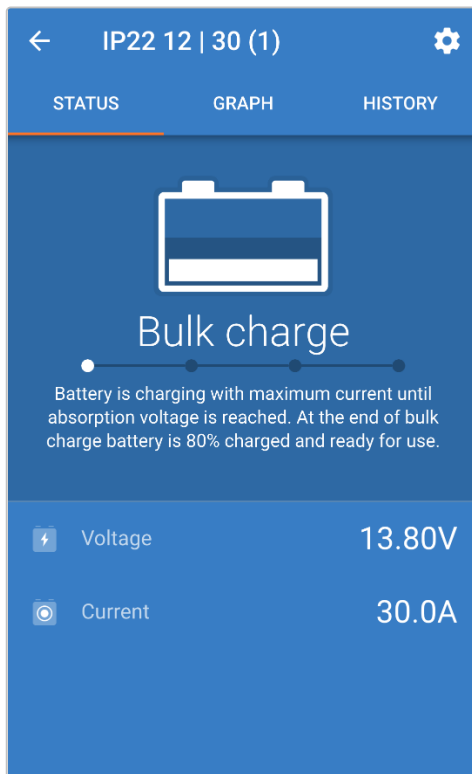 IP22 12 | 30 (1)
STATUS GRAPH HISTORY
Bulk charge
Battery is charging with maximum current until
absorption voltage is reached. At the end of bulk
charge battery is 80% charged and ready for use.
Voltage 13.80V
Current 30.0A